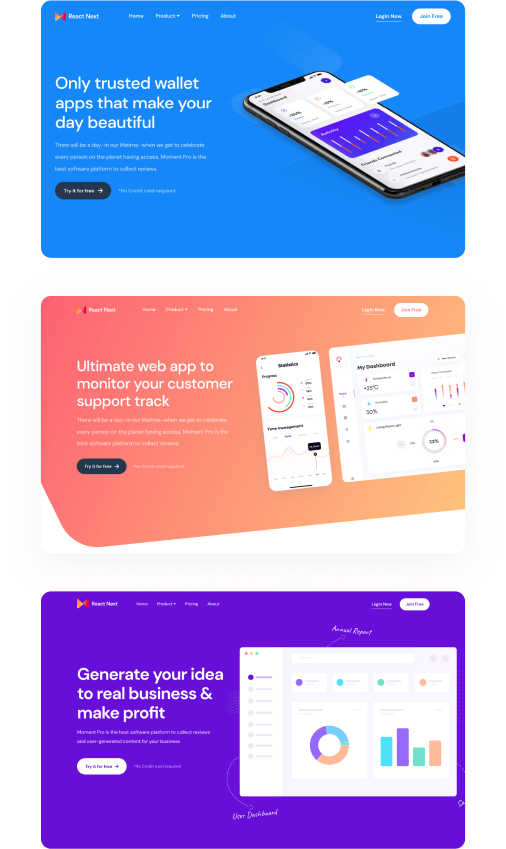 React Next
Home Product Pricing About
Login Now Join Free
Only trusted wallet
apps that make your
day beautiful
There will be a day-in our lifetime-when we get to celebrate
every person on the planet having access. Moment Pro is the
best software platform to collect reviews.
Try it for free → *No Credit card required
Dashboard
Activity
Friends Connected
React Next
Home Product Pricing About
Login Now Join Free
Ultimate web app to
monitor your customer
support track
There will be a day-in our lifetime-when we get to celebrate
every person on the planet having access. Moment Pro is the
best software platform to collect reviews.
Try it for free → *No Credit card required
Statistics
Progress
Time management
My Dashboard
Temperature
+25°C
Humidity
30%
Living Room Light
33%
React Next
Home Product Pricing About
Login Now Join Free
Annual Report
Generate your idea
to real business &
make profit
Moment Pro is the best software platform to collect reviews
and user-generated content for your business
Try it for free → *No Credit card required
User Dashboard